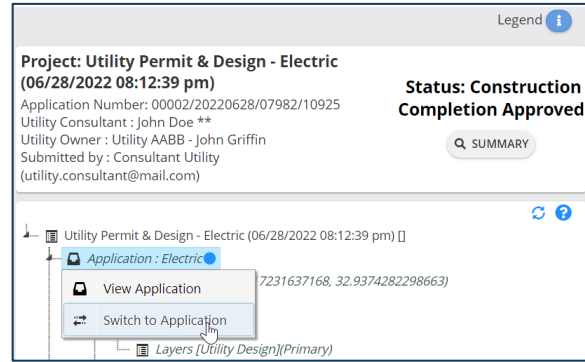 Legend i
Project: Utility Permit & Design - Electric
(06/28/2022 08:12:39 pm)
Application Number: 00002/20220628/07982/10925
Utility Consultant : John Doe **
Utility Owner : Utility AABB - John Griffin
Submitted by : Consultant Utility
(utility.consultant@mail.com)
Status: Construction
Completion Approved
SUMMARY
?
Utility Permit & Design - Electric (06/28/2022 08:12:39 pm) []
Application : Electric
7231637168, 32.9374282298663)
View Application
Switch to Application
Layers [Utility Design](Primary)